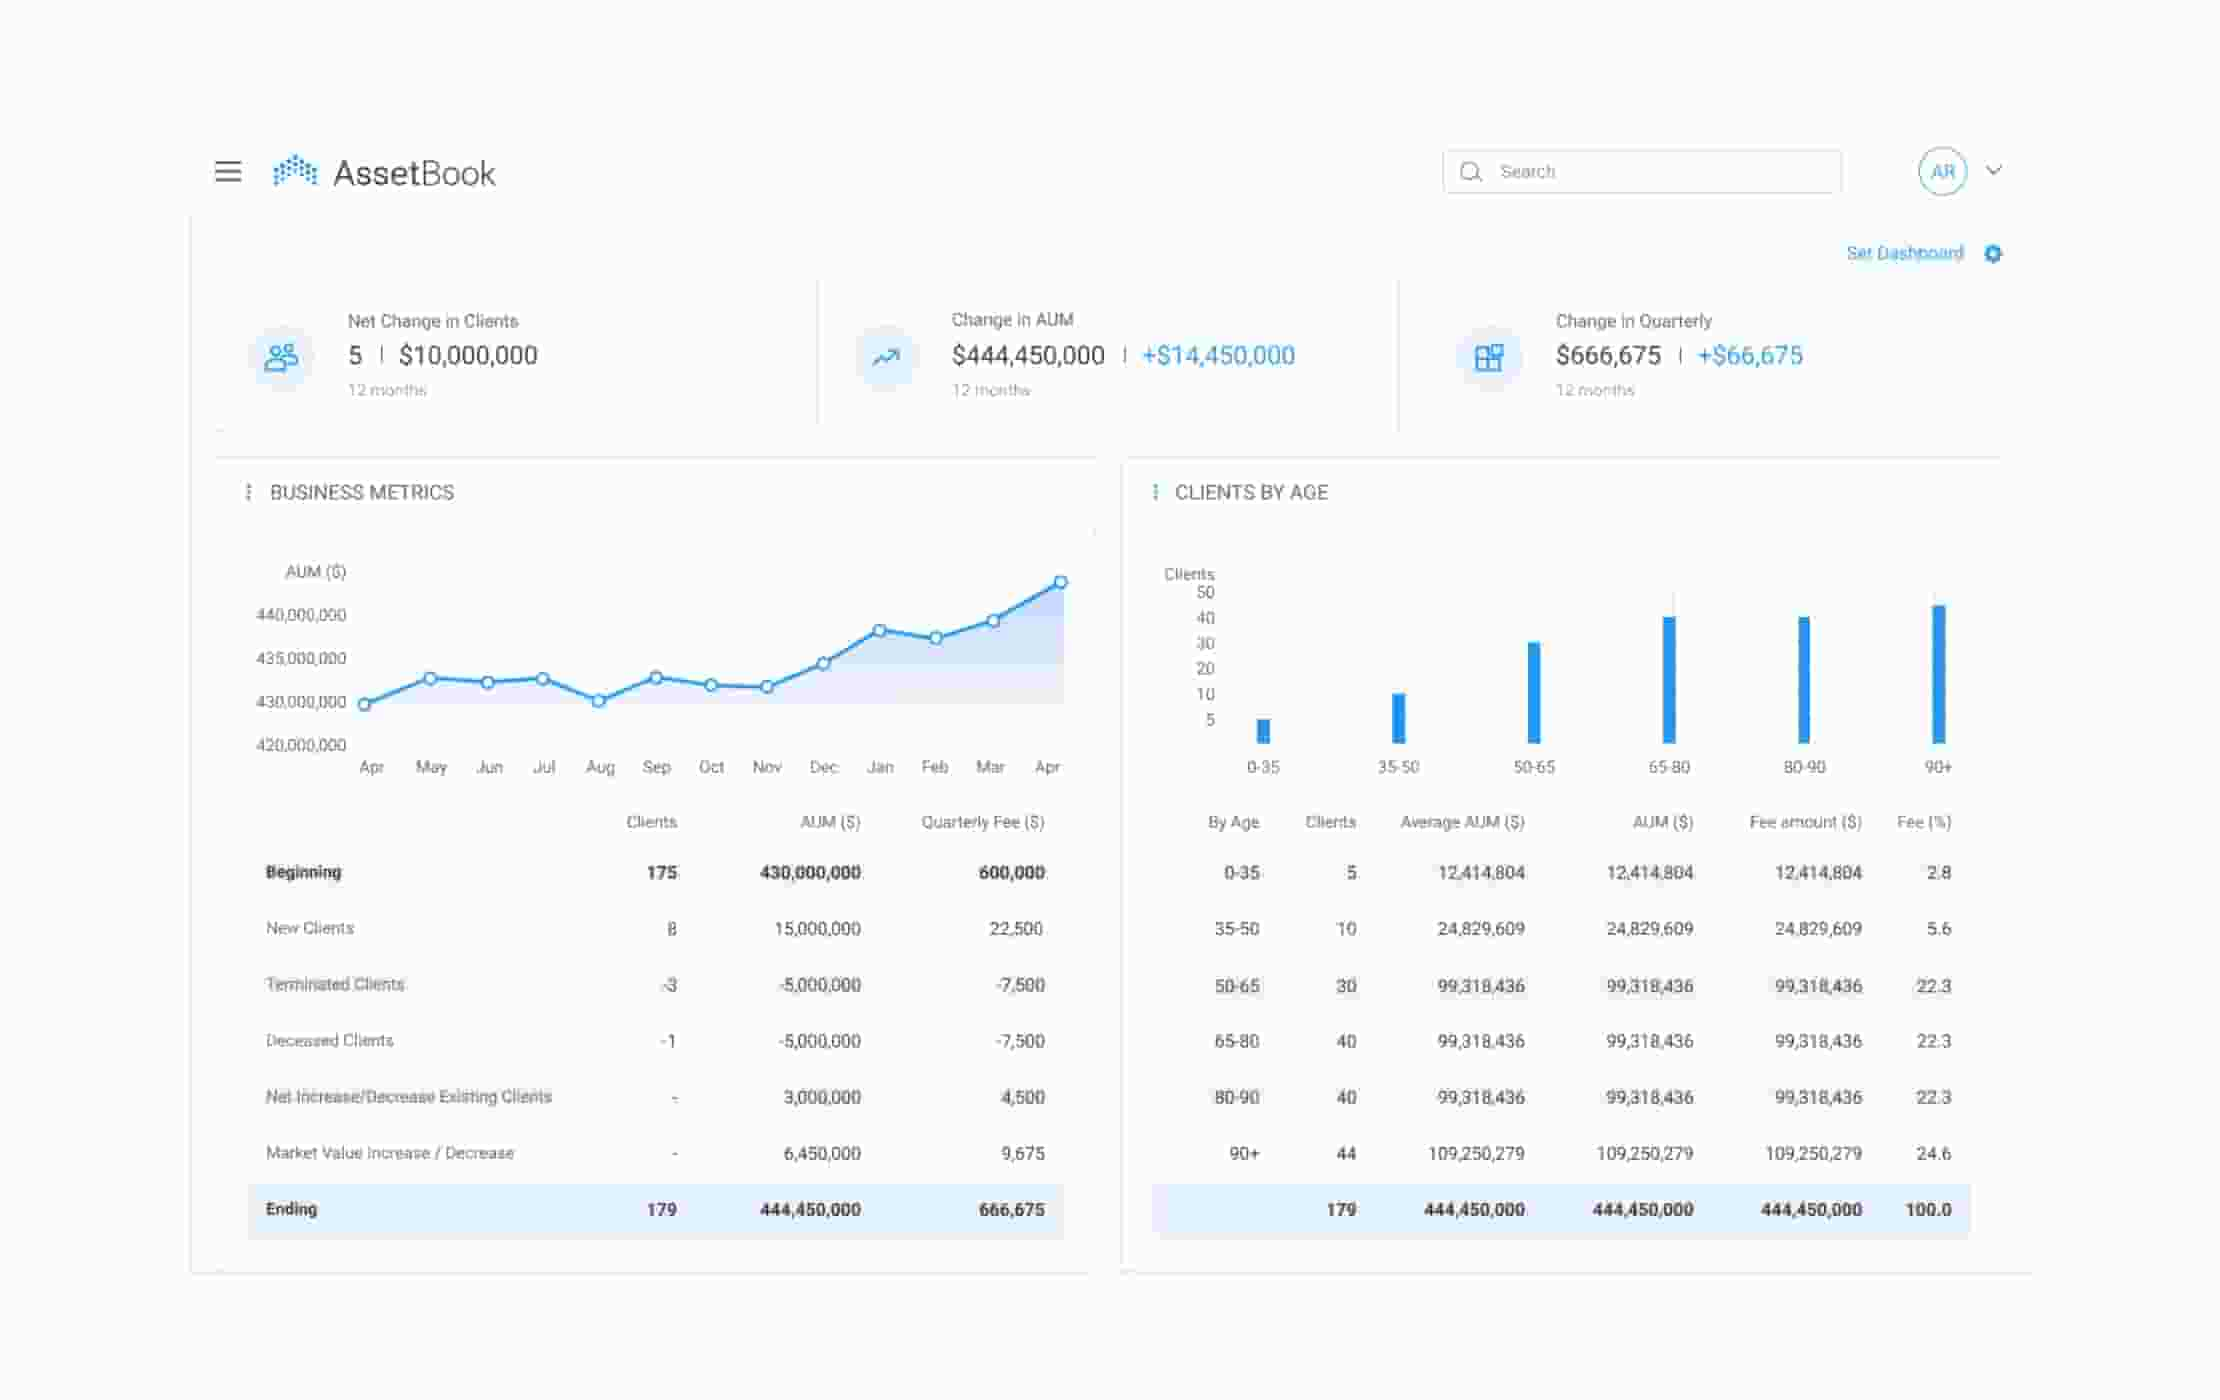 AssetBook
Search
AR
Set Dashboard
Net Change in Clients
5 | $10,000,000
12 months
Change in AUM
$444,450,000 | +$14,450,000
12 months
Change in Quarterly
$666,675 | +$66,675
12 months
BUSINESS METRICS
AUM ($)
440,000,000
435,000,000
430,000,000
420,000,000
Apr May Jun Jul Aug Sep Oct Nov Dec Jan Feb Mar Apr
Clients AUM ($) Quarterly Fee ($)
Beginning 175 430,000,000 600,000
New Clients 8 15,000,000 22,500
Terminated Clients -3 -5,000,000 -7,500
Deceased Clients -1 -5,000,000 -7,500
Net Increase/Decrease Existing Clients - 3,000,000 4,500
Market Value Increase / Decrease - 6,450,000 9,675
Ending 179 444,450,000 666,675
CLIENTS BY AGE
Clients
50
40
30
20
10
5
0-35 35-50 50-65 65-80 80-90 90+
By Age Clients Average AUM ($) AUM ($) Fee amount ($) Fee (%)
0-35 5 12,414,804 12,414,804 12,414,804 2.8
35-50 10 24,829,609 24,829,609 24,829,609 5.6
50-65 30 99,318,436 99,318,436 99,318,436 22.3
65-80 40 99,318,436 99,318,436 99,318,436 22.3
80-90 40 99,318,436 99,318,436 99,318,436 22.3
90+ 44 109,250,279 109,250,279 109,250,279 24.6
179 444,450,000 444,450,000 444,450,000 100.0